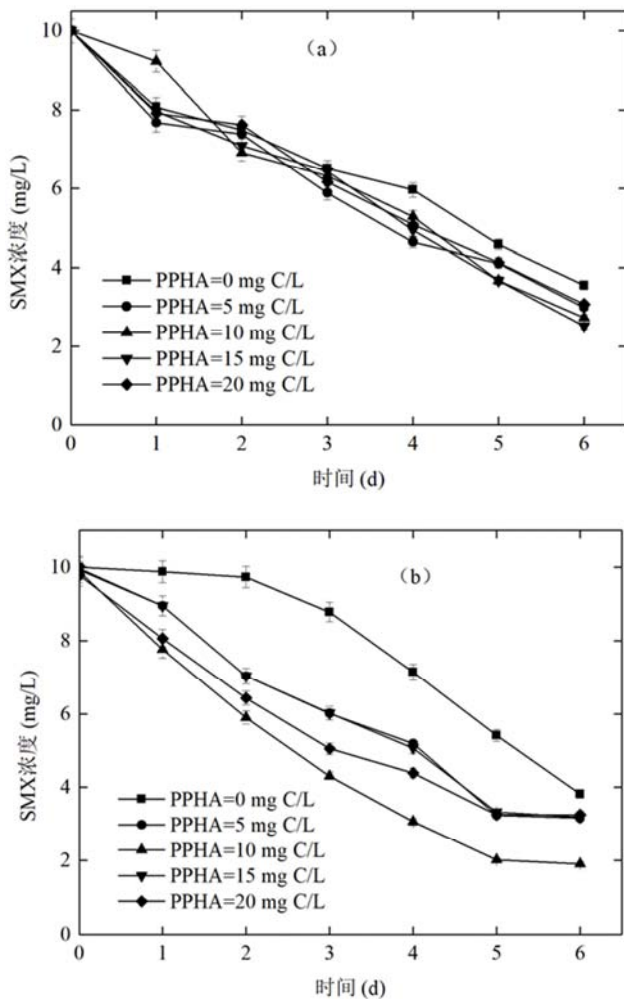 (a)
10
8
6
4
2
0
SMX浓度 (mg/L)
PPHA=0 mg C/L
PPHA=5 mg C/L
PPHA=10 mg C/L
PPHA=15 mg C/L
PPHA=20 mg C/L
0 1 2 3 4 5 6
时间 (d)
(b)
10
8
6
4
2
0
SMX浓度 (mg/L)
PPHA=0 mg C/L
PPHA=5 mg C/L
PPHA=10 mg C/L
PPHA=15 mg C/L
PPHA=20 mg C/L
0 1 2 3 4 5 6
时间 (d)